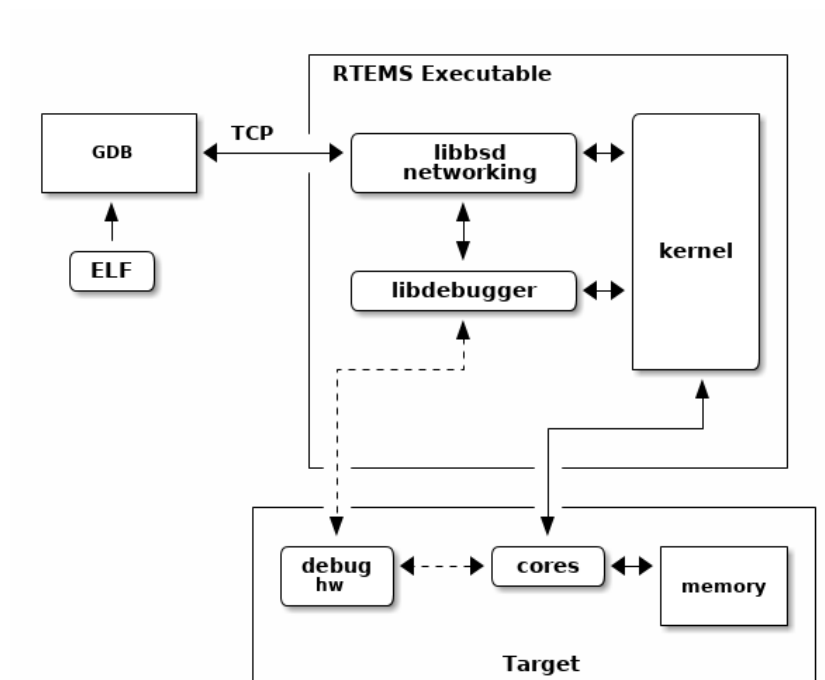 RTEMS Executable
TCP
GDB
libbsd
networking
kernel
ELF
libdebugger
debug
hw
cores
memory
Target